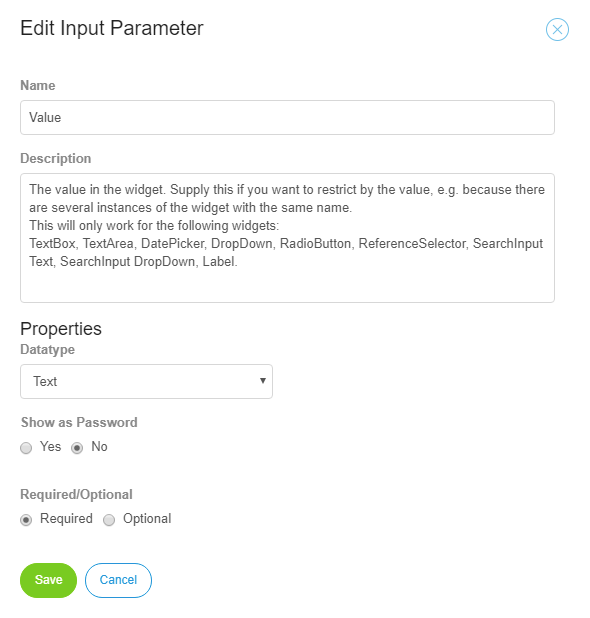 Edit Input Parameter
Name
Value
Description
The value in the widget. Supply this if you want to restrict by the value, e.g. because there
are several instances of the widget with the same name.
This will only work for the following widgets:
TextBox, TextArea, DatePicker, DropDown, RadioButton, ReferenceSelector, SearchInput
Text, SearchInput DropDown, Label.
Properties
Datatype
Text
Show as Password
Yes No
Required/Optional
Required Optional
Save Cancel